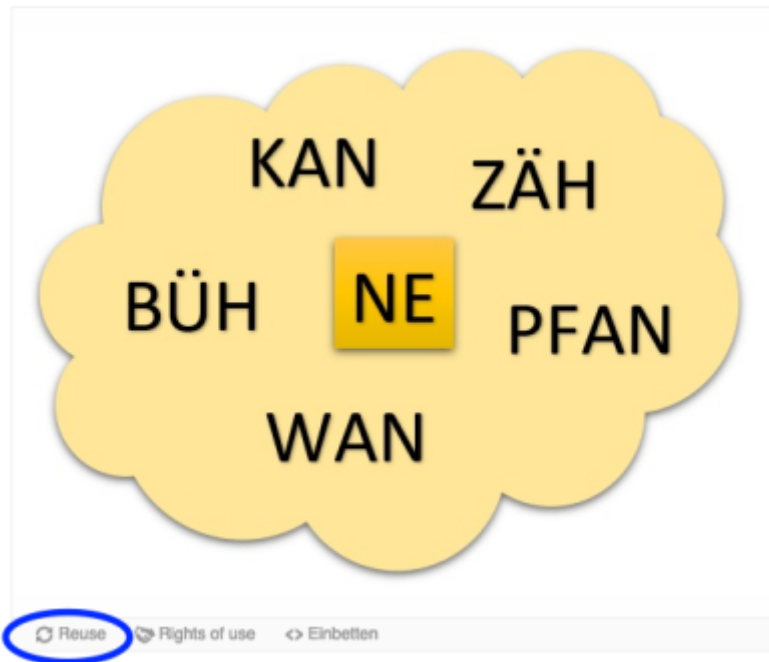 KAN
ZÄH
BÜH
NE
PFAN
WAN
Reuse Rights of use <> Einbetten